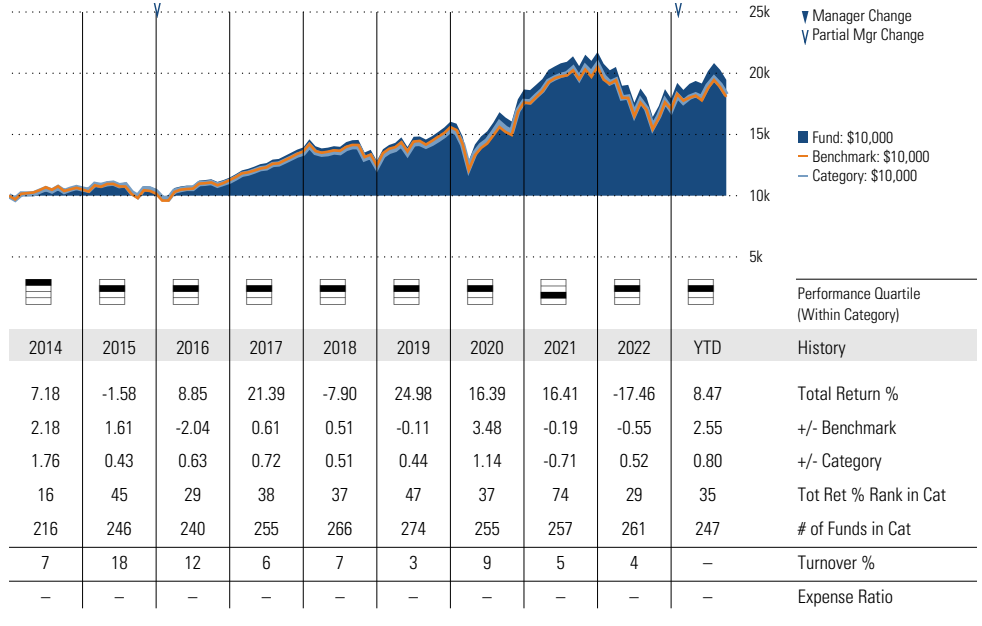 25k
▼ Manager Change
∨ Partial Mgr Change
20k
15k
Fund: $10,000
Benchmark: $10,000
Category: $10,000
10k
5k
Performance Quartile
(Within Category)
2014 2015 2016 2017 2018 2019 2020 2021 2022 YTD History
7.18 -1.58 8.85 21.39 -7.90 24.98 16.39 16.41 -17.46 8.47 Total Return %
2.18 1.61 -2.04 0.61 0.51 -0.11 3.48 -0.19 -0.55 2.55 +/- Benchmark
1.76 0.43 0.63 0.72 0.51 0.44 1.14 -0.71 0.52 0.80 +/- Category
16 45 29 38 37 47 37 74 29 35 Tot Ret % Rank in Cat
216 246 240 255 266 274 255 257 261 247 # of Funds in Cat
7 18 12 6 7 3 9 5 4 – Turnover %
– – – – – – – – – – Expense Ratio